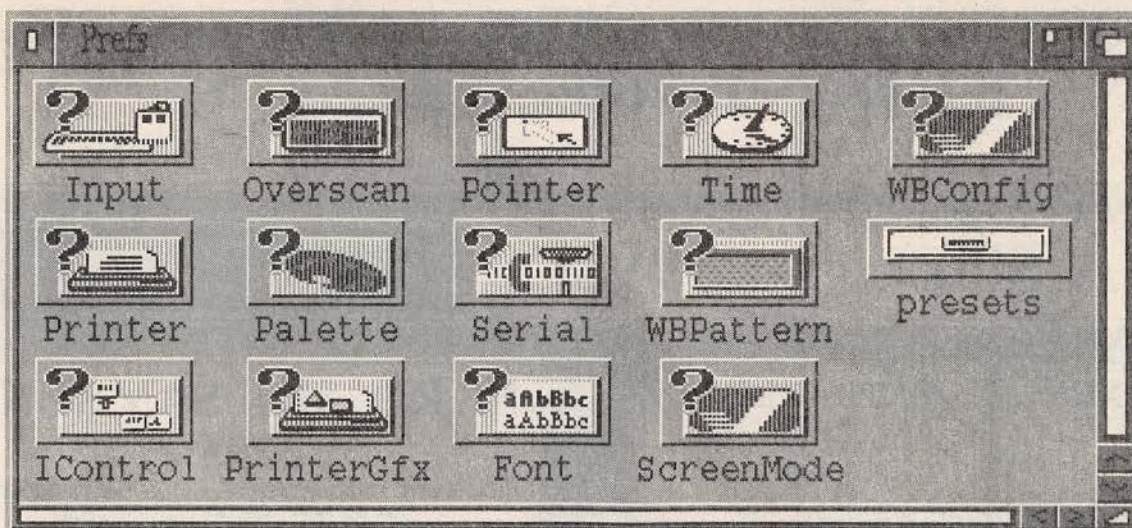 Prefs
Input Overscan Pointer Time WBConfig
Printer Palette Serial WBPattern presets
aAbBbc
aAbBbc
IControl PrinterGfx Font ScreenMode